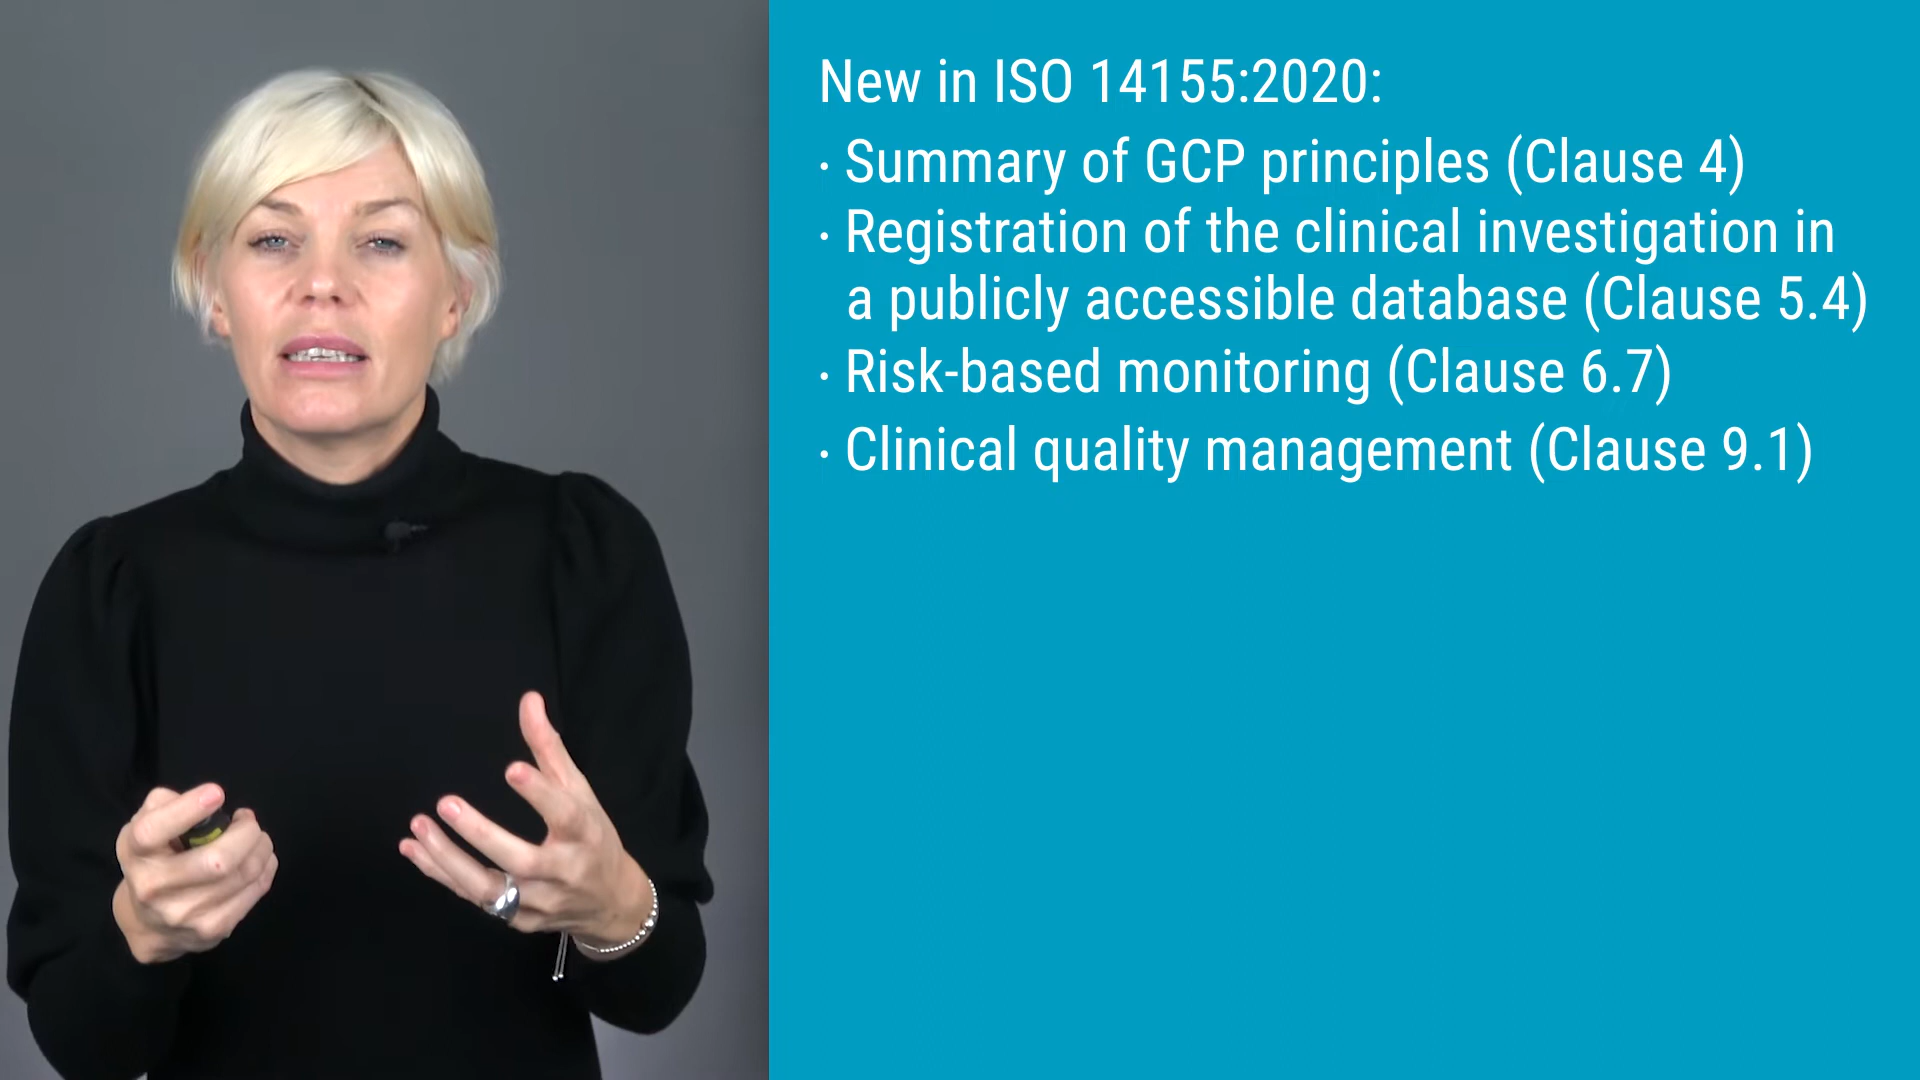 New in ISO 14155:2020:
· Summary of GCP principles (Clause 4)
· Registration of the clinical investigation in
a publicly accessible database (Clause 5.4)
· Risk-based monitoring (Clause 6.7)
· Clinical quality management (Clause 9.1)